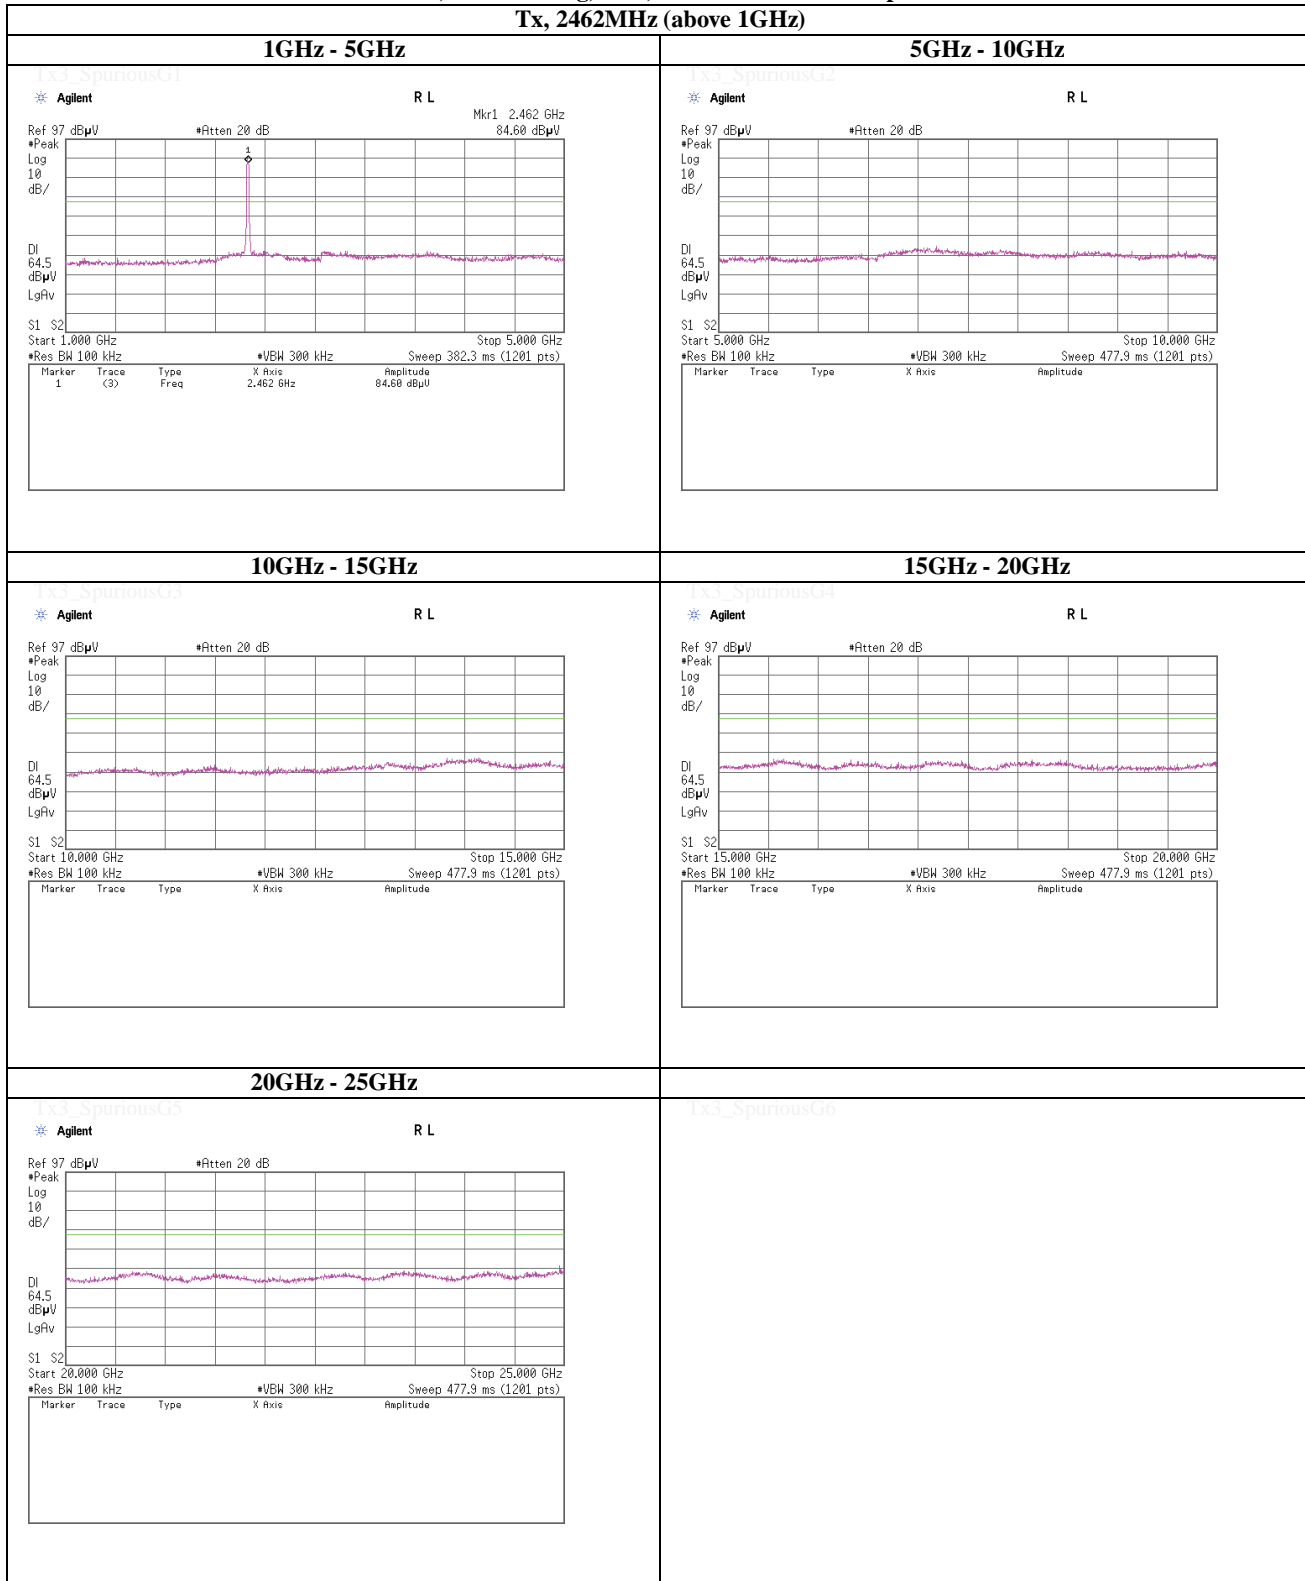 Tx, 2462MHz (above 1GHz)
1GHz - 5GHz 5GHz - 10GHz
Tx3_SpuriousG1 Tx3_SpuriousG2
Agilent R L
Mkr1 2.462 GHz
Ref 97 dBµV #Atten 20 dB 84.60 dBµV
#Peak
Log
10
dB/
1
DI
64.5
dBµV
LgAv
S1 S2
Start 1.000 GHz Stop 5.000 GHz
#Res BW 100 kHz #VBW 300 kHz Sweep 382.3 ms (1201 pts)
Marker Trace Type X Axis Amplitude
1 (3) Freq 2.462 GHz 84.60 dBµV
Agilent R L
Ref 97 dBµV #Atten 20 dB
#Peak
Log
10
dB/
DI
64.5
dBµV
LgAv
S1 S2
Start 5.000 GHz Stop 10.000 GHz
#Res BW 100 kHz #VBW 300 kHz Sweep 477.9 ms (1201 pts)
Marker Trace Type X Axis Amplitude
10GHz - 15GHz 15GHz - 20GHz
Tx3_SpuriousG3 Tx3_SpuriousG4
Agilent R L
Ref 97 dBµV #Atten 20 dB
#Peak
Log
10
dB/
DI
64.5
dBµV
LgAv
S1 S2
Start 10.000 GHz Stop 15.000 GHz
#Res BW 100 kHz #VBW 300 kHz Sweep 477.9 ms (1201 pts)
Marker Trace Type X Axis Amplitude
Agilent R L
Ref 97 dBµV #Atten 20 dB
#Peak
Log
10
dB/
DI
64.5
dBµV
LgAv
S1 S2
Start 15.000 GHz Stop 20.000 GHz
#Res BW 100 kHz #VBW 300 kHz Sweep 477.9 ms (1201 pts)
Marker Trace Type X Axis Amplitude
20GHz - 25GHz
Tx3_SpuriousG5 Tx3_SpuriousG6
Agilent R L
Ref 97 dBµV #Atten 20 dB
#Peak
Log
10
dB/
DI
64.5
dBµV
LgAv
S1 S2
Start 20.000 GHz Stop 25.000 GHz
#Res BW 100 kHz #VBW 300 kHz Sweep 477.9 ms (1201 pts)
Marker Trace Type X Axis Amplitude